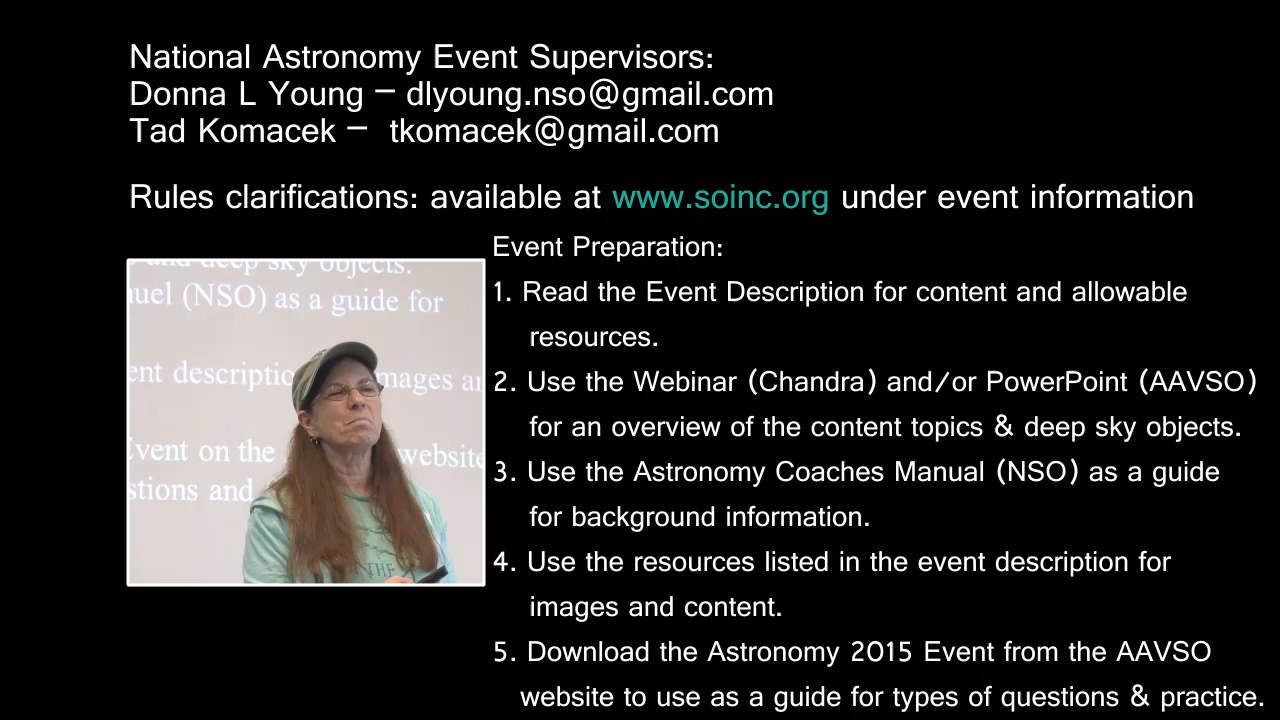 National Astronomy Event Supervisors:
Donna L Young – dlyoung.nso@gmail.com
Tad Komacek –  tkomacek@gmail.com
Rules clarifications: available at www.soinc.org under event information
Event Preparation:
1. Read the Event Description for content and allowable
resources.
2. Use the Webinar (Chandra) and/or PowerPoint (AAVSO)
for an overview of the content topics & deep sky objects.
3. Use the Astronomy Coaches Manual (NSO) as a guide
for background information.
4. Use the resources listed in the event description for
images and content.
5. Download the Astronomy 2015 Event from the AAVSO
website to use as a guide for types of questions & practice.
and deep sky objects.
uel (NSO) as a guide for
ent descriptio mages a
Event on the website
stions and
THE